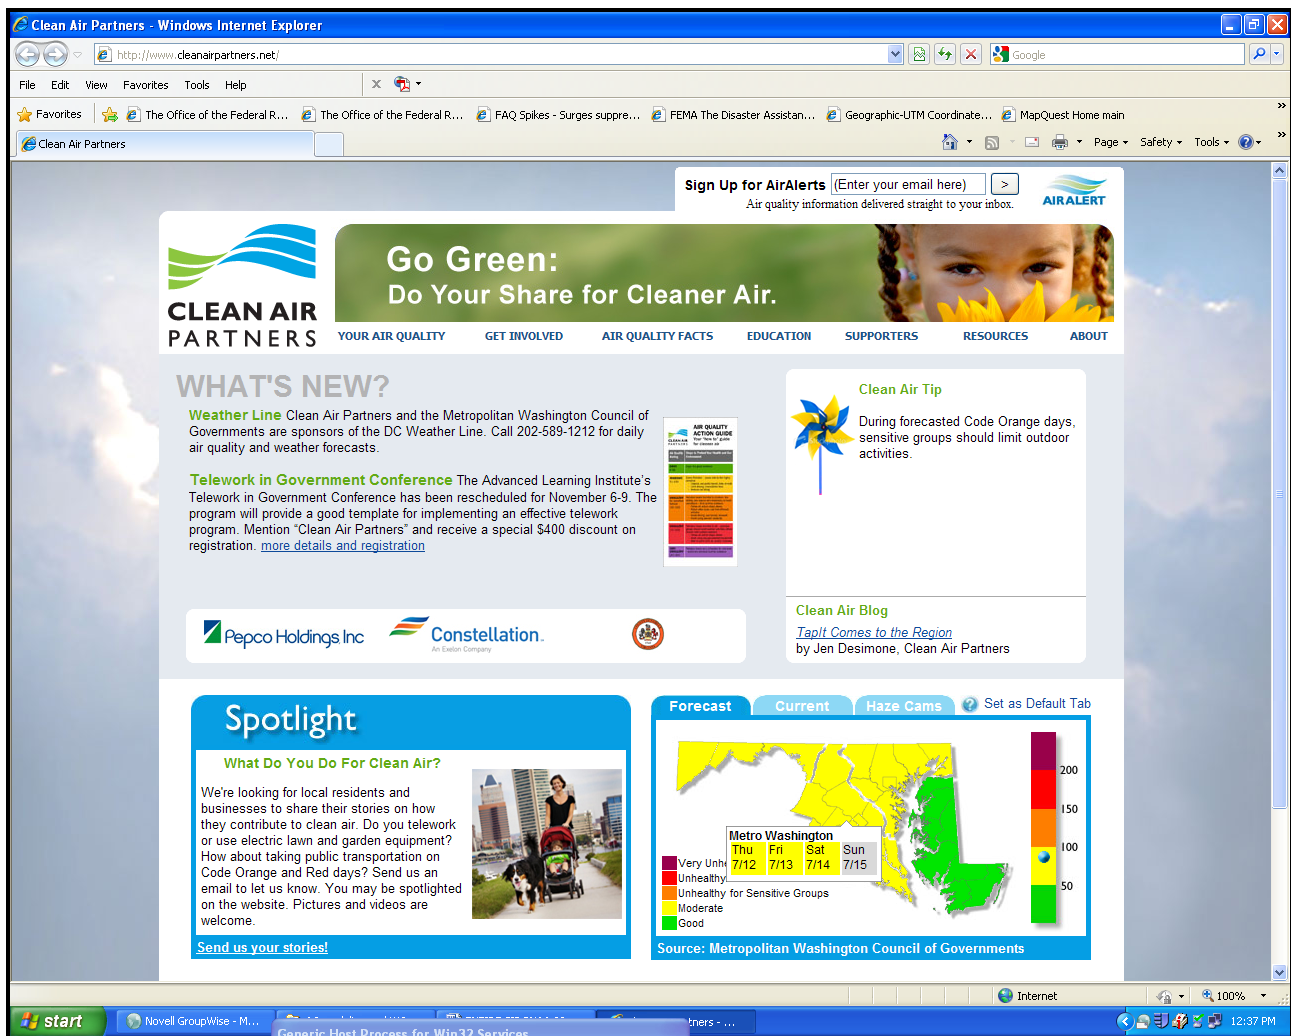 Clean Air Partners - Windows Internet Explorer
http://www.cleanairpartners.net/
Google
File Edit View Favorites Tools Help
Favorites The Office of the Federal R... The Office of the Federal R... FAQ Spikes - Surges suppre... FEMA The Disaster Assistan... Geographic-UTM Coordinate... MapQuest Home main
Clean Air Partners
Page Safety Tools
Sign Up for AirAlerts (Enter your email here) >
Air quality information delivered straight to your inbox.
AIRALERT
CLEAN AIR
PARTNERS
Go Green:
Do Your Share for Cleaner Air.
YOUR AIR QUALITY GET INVOLVED AIR QUALITY FACTS EDUCATION SUPPORTERS RESOURCES ABOUT
WHAT'S NEW?
Weather Line Clean Air Partners and the Metropolitan Washington Council of
Governments are sponsors of the DC Weather Line. Call 202-589-1212 for daily
air quality and weather forecasts.
Telework in Government Conference The Advanced Learning Institute's
Telework in Government Conference has been rescheduled for November 6-9. The
program will provide a good template for implementing an effective telework
program. Mention “Clean Air Partners” and receive a special $400 discount on
registration. more details and registration
AIR QUALITY
ACTION GUIDE
Clean Air Tip
During forecasted Code Orange days,
sensitive groups should limit outdoor
activities.
Clean Air Blog
TapIt Comes to the Region
by Jen Desimone, Clean Air Partners
Pepco Holdings Inc
Constellation
An Exelon Company
Spotlight
What Do You Do For Clean Air?
We're looking for local residents and
businesses to share their stories on how
they contribute to clean air. Do you telework
or use electric lawn and garden equipment?
How about taking public transportation on
Code Orange and Red days? Send us an
email to let us know. You may be spotlighted
on the website. Pictures and videos are
welcome.
Send us your stories!
Forecast Current Haze Cams ? Set as Default Tab
Metro Washington
Thu Fri Sat Sun
7/12 7/13 7/14 7/15
Very Unhe
Unhealthy
Unhealthy for Sensitive Groups
Moderate
Good
200
150
100
50
Source: Metropolitan Washington Council of Governments
Internet 100%
start Novell GroupWise - M... tners - ... 12:37 PM
Generic Host Process for Win32 Services